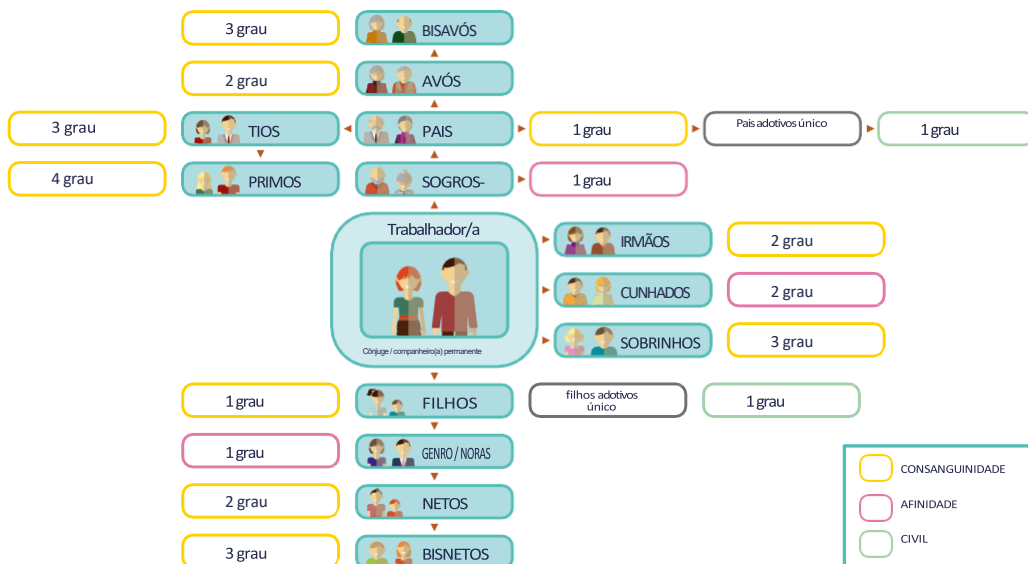 3 grau
BISAVÓS
2 grau
AVÓS
3 grau
TIOS
PAIS
1 grau
Pais adotivos único
1 grau
4 grau
PRIMOS
SOGROS-
1 grau
Trabalhador/a
Cônjuge / companheiro(a) permanente
IRMÃOS
2 grau
CUNHADOS
2 grau
SOBRINHOS
3 grau
1 grau
FILHOS
filhos adotivos
único
1 grau
1 grau
GENRO / NORAS
2 grau
NETOS
3 grau
BISNETOS
CONSANGUINIDADE
AFINIDADE
CIVIL